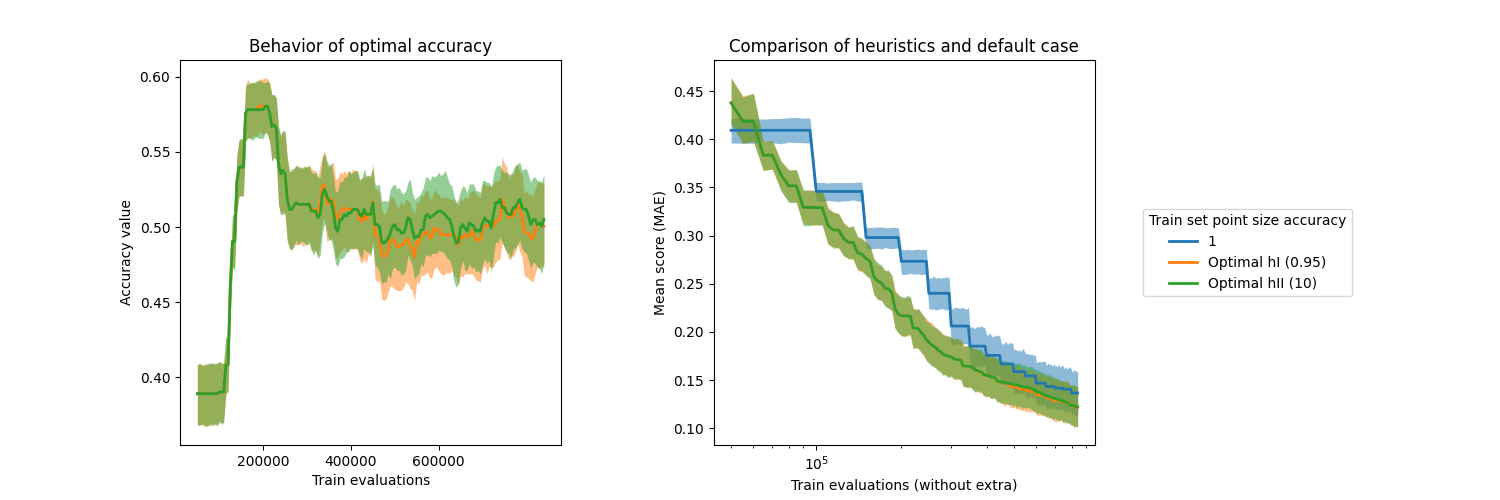 Behavior of optimal accuracy
0.60
0.55
0.50
0.45
0.40
Accuracy value
200000 400000 600000
Train evaluations
Comparison of heuristics and default case
0.45
0.40
0.35
0.30
0.25
0.20
0.15
0.10
Mean score (MAE)
10⁵
Train evaluations (without extra)
Train set point size accuracy
1
Optimal hI (0.95)
Optimal hII (10)